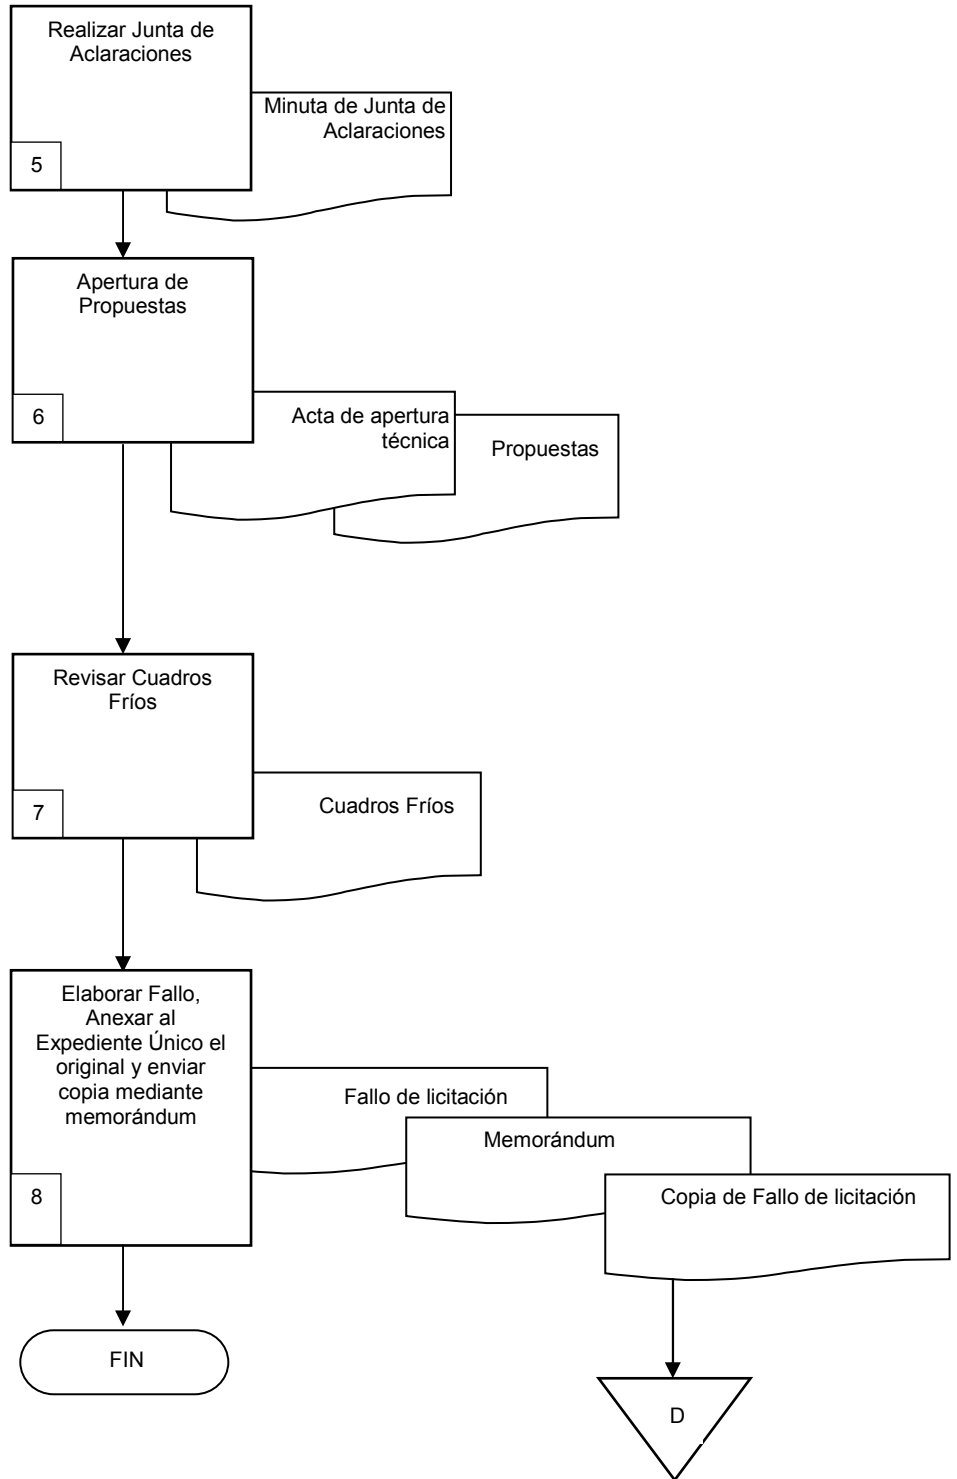 Realizar Junta de
Aclaraciones
5
Minuta de Junta de
Aclaraciones
Apertura de
Propuestas
6
Acta de apertura
técnica
Propuestas
Revisar Cuadros
Fríos
7
Cuadros Fríos
Elaborar Fallo,
Anexar al
Expediente Único el
original y enviar
copia mediante
memorándum
8
Fallo de licitación
Memorándum
Copia de Fallo de licitación
FIN
D